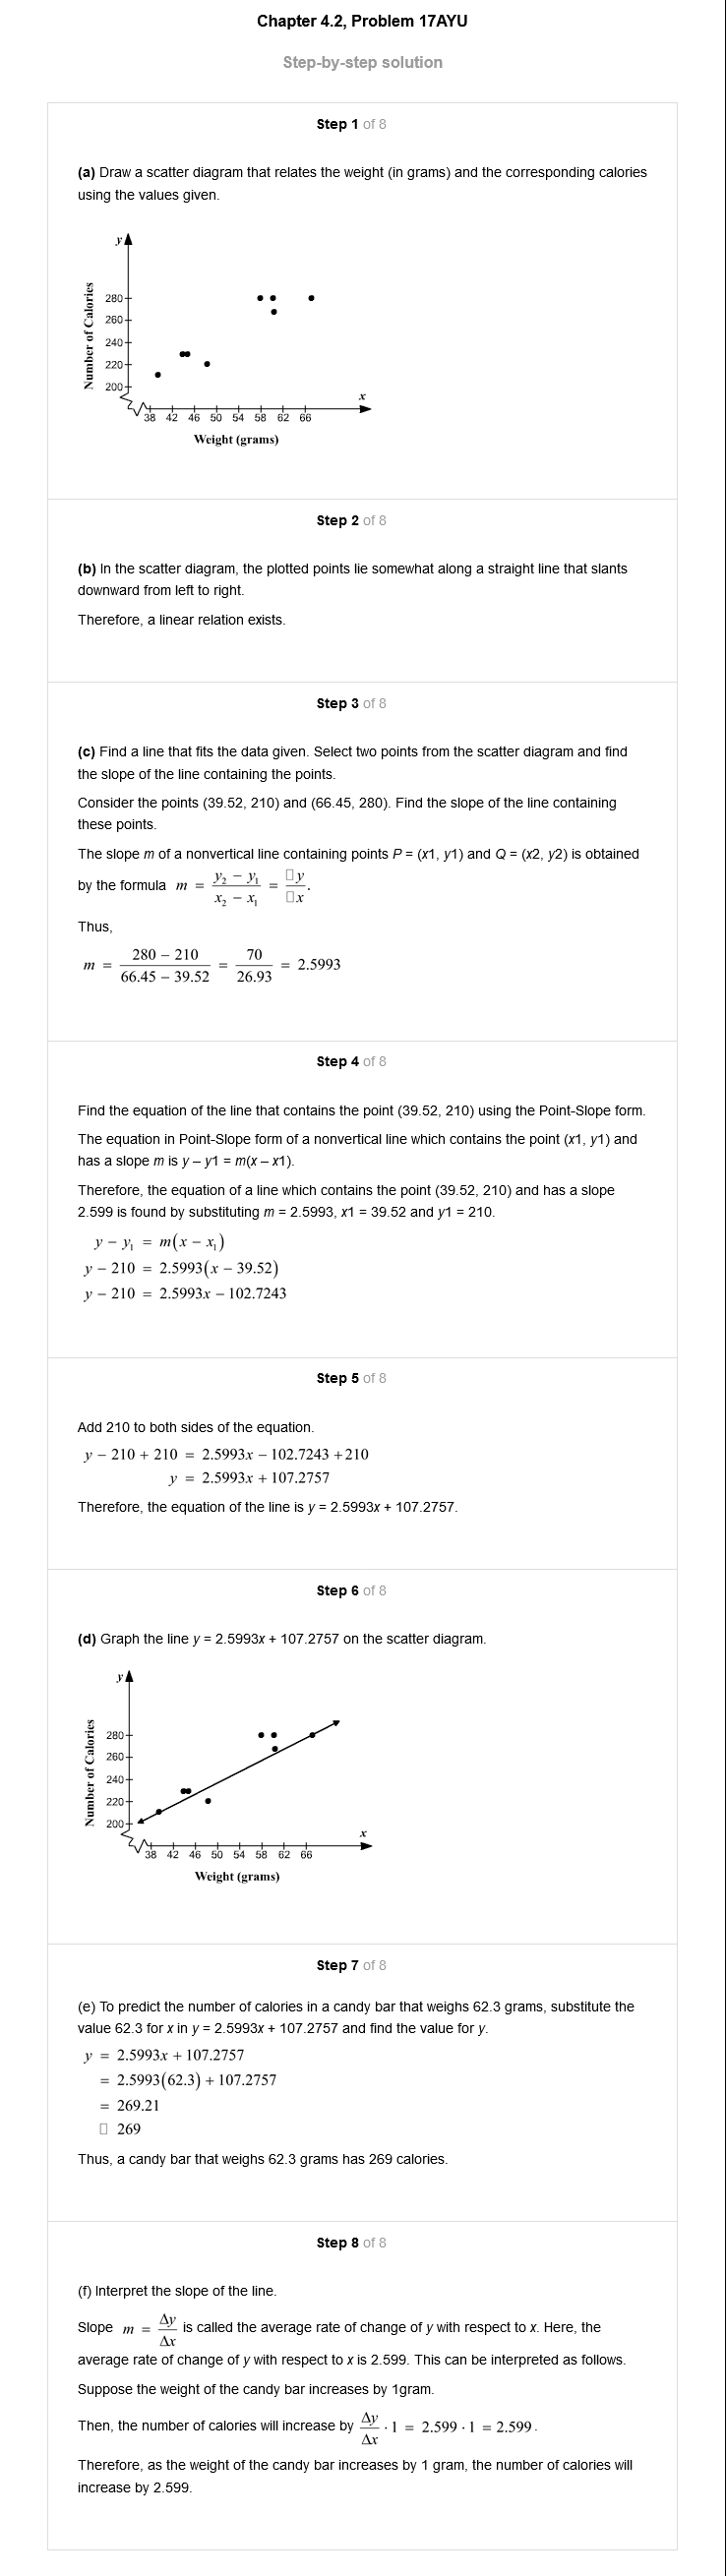 Chapter 4.2, Problem 17AYU
Step-by-step solution
Step 1 of 8
(a) Draw a scatter diagram that relates the weight (in grams) and the corresponding calories
using the values given.
y
Number of Calories
280
260
240
220
200
x
38 42 46 50 54 58 62 66
Weight (grams)
Step 2 of 8
(b) In the scatter diagram, the plotted points lie somewhat along a straight line that slants
downward from left to right.
Therefore, a linear relation exists.
Step 3 of 8
(c) Find a line that fits the data given. Select two points from the scatter diagram and find
the slope of the line containing the points.
Consider the points (39.52, 210) and (66.45, 280). Find the slope of the line containing
these points.
The slope m of a nonvertical line containing points P = (x1, y1) and Q = (x2, y2) is obtained
by the formula m = (y₂ − y₁)/(x₂ − x₁) = □y/□x.
Thus,
m = (280 − 210)/(66.45 − 39.52) = 70/26.93 = 2.5993
Step 4 of 8
Find the equation of the line that contains the point (39.52, 210) using the Point-Slope form.
The equation in Point-Slope form of a nonvertical line which contains the point (x1, y1) and
has a slope m is y – y1 = m(x – x1).
Therefore, the equation of a line which contains the point (39.52, 210) and has a slope
2.599 is found by substituting m = 2.5993, x1 = 39.52 and y1 = 210.
y − y₁ = m(x − x₁)
y − 210 = 2.5993(x − 39.52)
y − 210 = 2.5993x − 102.7243
Step 5 of 8
Add 210 to both sides of the equation.
y − 210 + 210 = 2.5993x − 102.7243 + 210
y = 2.5993x + 107.2757
Therefore, the equation of the line is y = 2.5993x + 107.2757.
Step 6 of 8
(d) Graph the line y = 2.5993x + 107.2757 on the scatter diagram.
y
Number of Calories
280
260
240
220
200
x
38 42 46 50 54 58 62 66
Weight (grams)
Step 7 of 8
(e) To predict the number of calories in a candy bar that weighs 62.3 grams, substitute the
value 62.3 for x in y = 2.5993x + 107.2757 and find the value for y.
y = 2.5993x + 107.2757
= 2.5993(62.3) + 107.2757
= 269.21
□ 269
Thus, a candy bar that weighs 62.3 grams has 269 calories.
Step 8 of 8
(f) Interpret the slope of the line.
Slope m = Δy/Δx is called the average rate of change of y with respect to x. Here, the
average rate of change of y with respect to x is 2.599. This can be interpreted as follows.
Suppose the weight of the candy bar increases by 1gram.
Then, the number of calories will increase by Δy/Δx · 1 = 2.599 · 1 = 2.599.
Therefore, as the weight of the candy bar increases by 1 gram, the number of calories will
increase by 2.599.